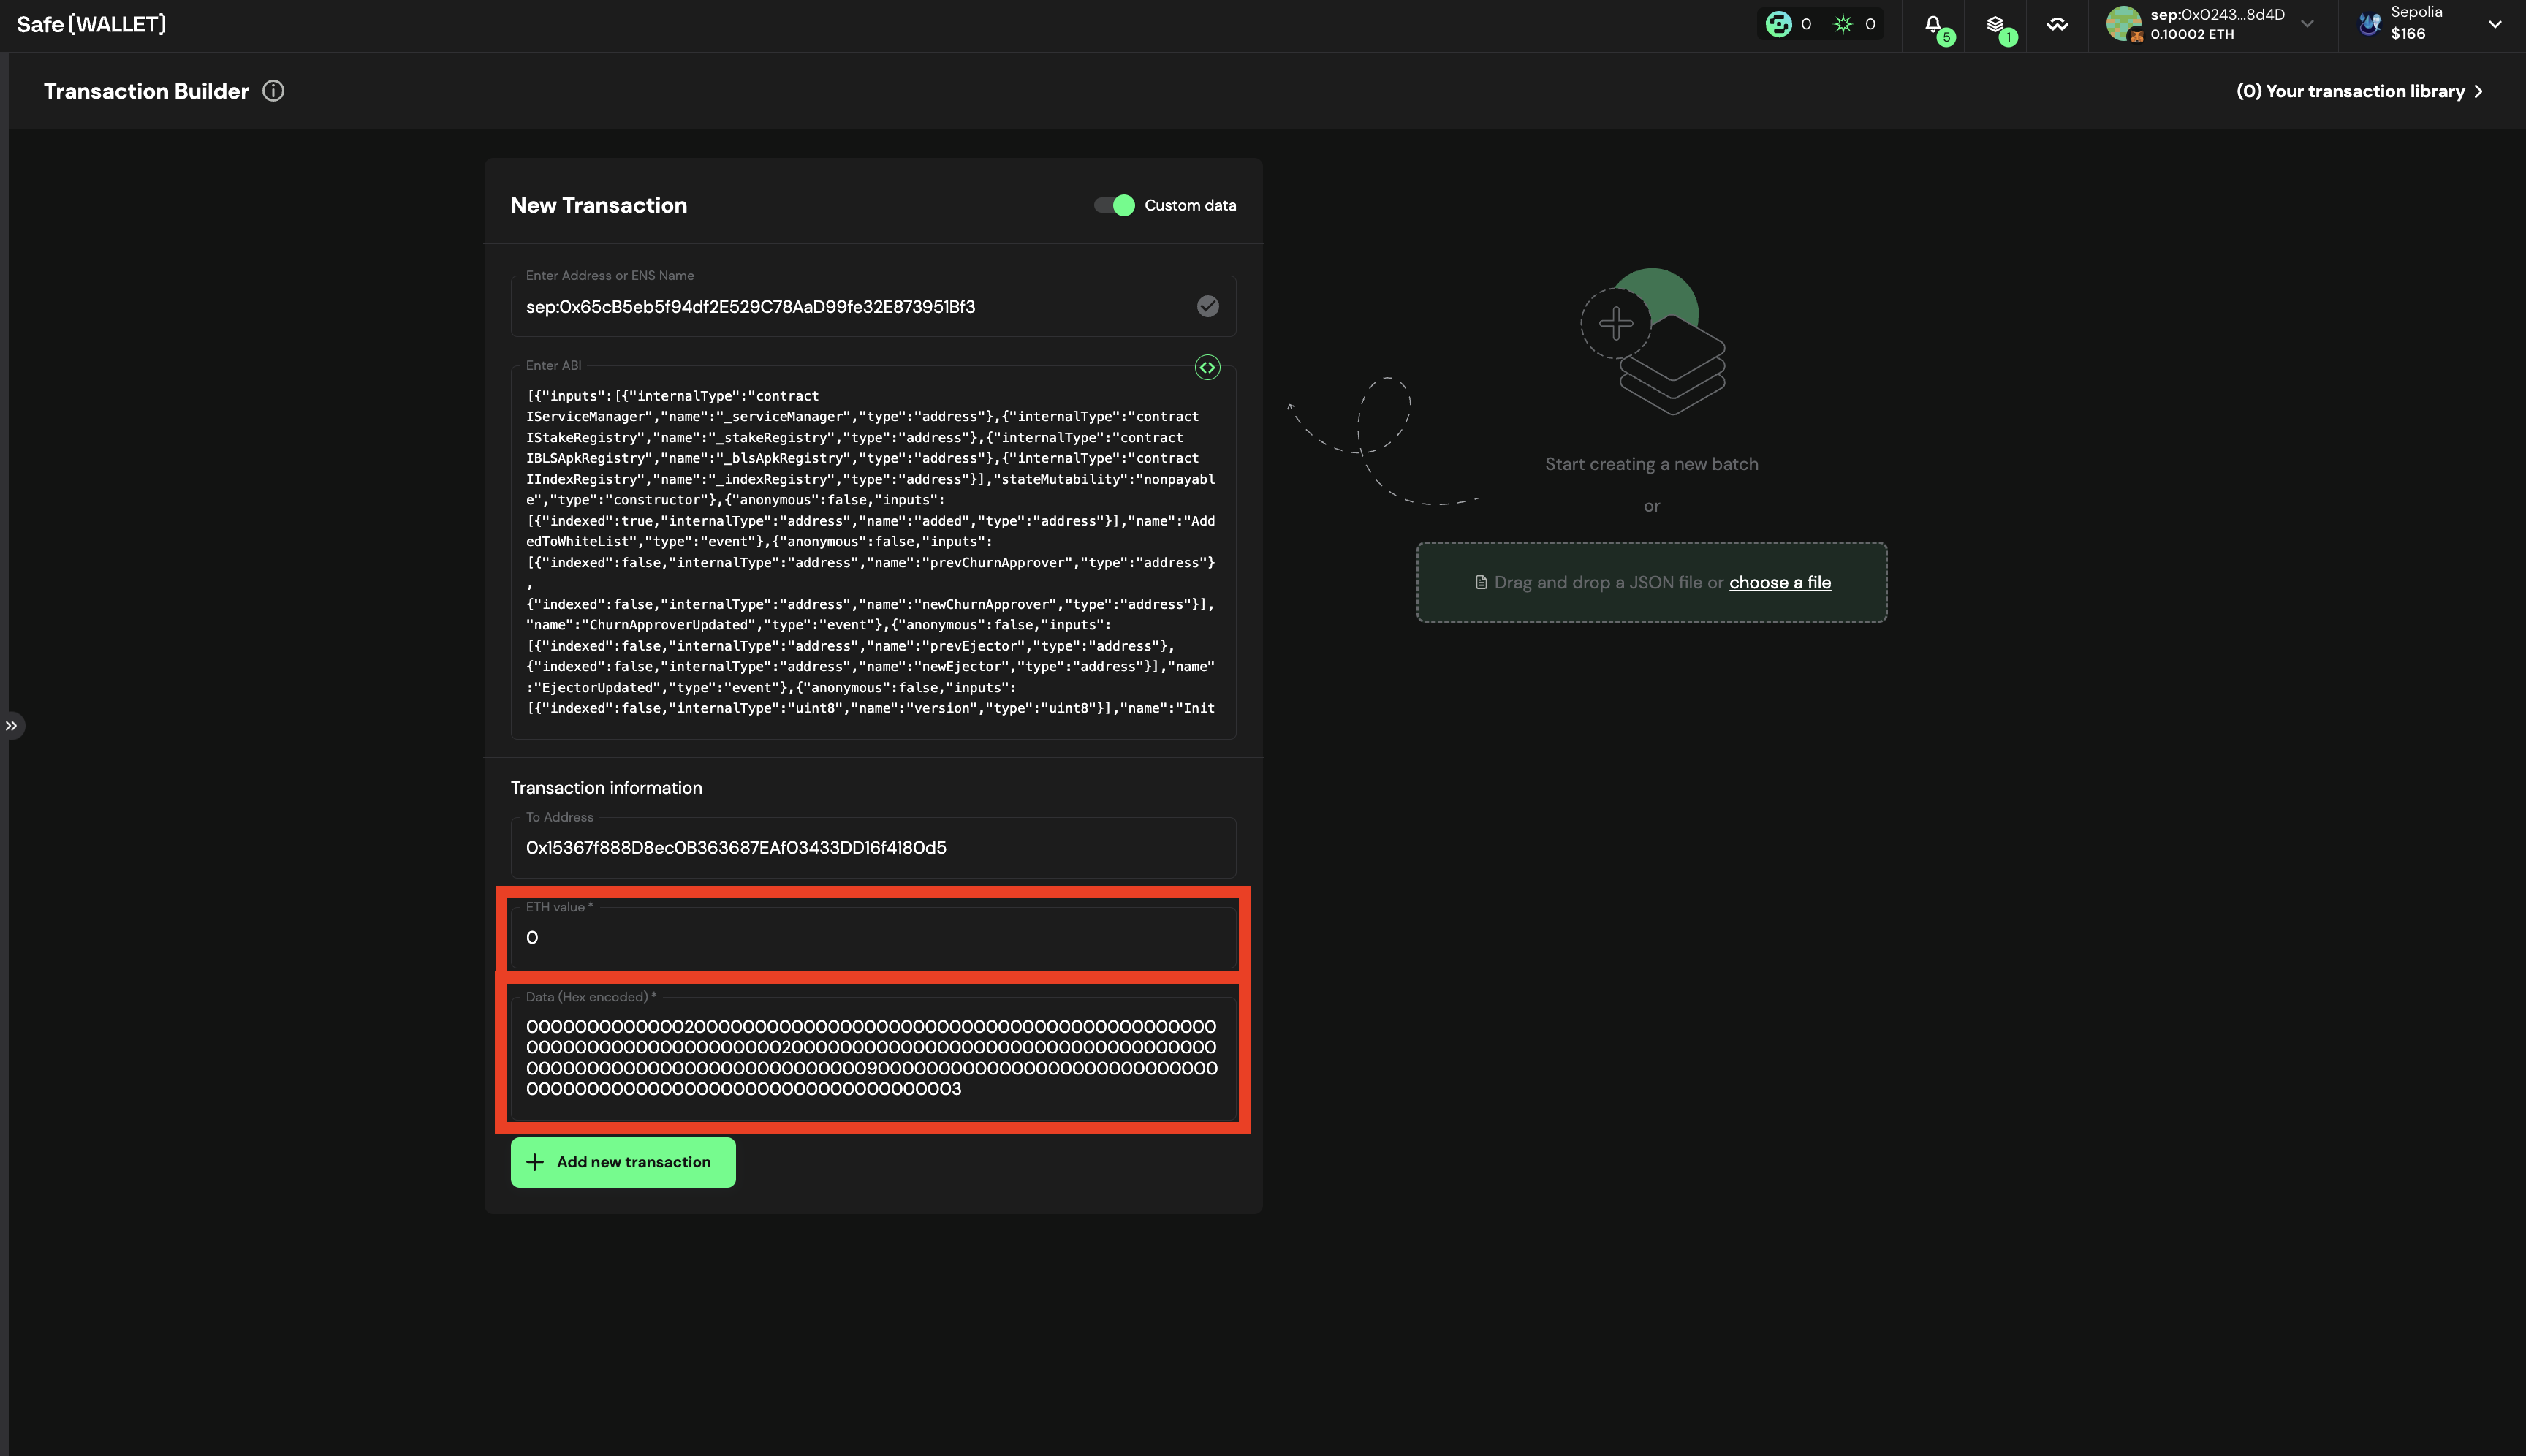 Safe{WALLET}
0
0
5
1
sep:0x0243...8d4D
0.10002 ETH
Sepolia
$166
Transaction Builder
(0) Your transaction library
New Transaction
Custom data
Enter Address or ENS Name
sep:0x65cB5eb5f94df2E529C78AaD99fe32E873951Bf3
Enter ABI
[{"inputs":[{"internalType":"contract
IServiceManager","name":"_serviceManager","type":"address"},{"internalType":"contract
IStakeRegistry","name":"_stakeRegistry","type":"address"},{"internalType":"contract
IBLSApkRegistry","name":"_blsApkRegistry","type":"address"},{"internalType":"contract
IIndexRegistry","name":"_indexRegistry","type":"address"}],"stateMutability":"nonpayabl
e","type":"constructor"},{"anonymous":false,"inputs":
[{"indexed":true,"internalType":"address","name":"added","type":"address"}],"name":"Add
edToWhiteList","type":"event"},{"anonymous":false,"inputs":
[{"indexed":false,"internalType":"address","name":"prevChurnApprover","type":"address"}
,
{"indexed":false,"internalType":"address","name":"newChurnApprover","type":"address"}],
"name":"ChurnApproverUpdated","type":"event"},{"anonymous":false,"inputs":
[{"indexed":false,"internalType":"address","name":"prevEjector","type":"address"},
{"indexed":false,"internalType":"address","name":"newEjector","type":"address"}],"name"
:"EjectorUpdated","type":"event"},{"anonymous":false,"inputs":
[{"indexed":false,"internalType":"uint8","name":"version","type":"uint8"}],"name":"Init
Start creating a new batch
or
Drag and drop a JSON file or choose a file
Transaction information
To Address
0x15367f888D8ec0B363687EAf03433DD16f4180d5
ETH value *
0
Data (Hex encoded) *
000000000000020000000000000000000000000000000000000000000
000000000000000000000200000000000000000000000000000000000
000000000000000000000000000090000000000000000000000000000
000000000000000000000000000000000003
Add new transaction